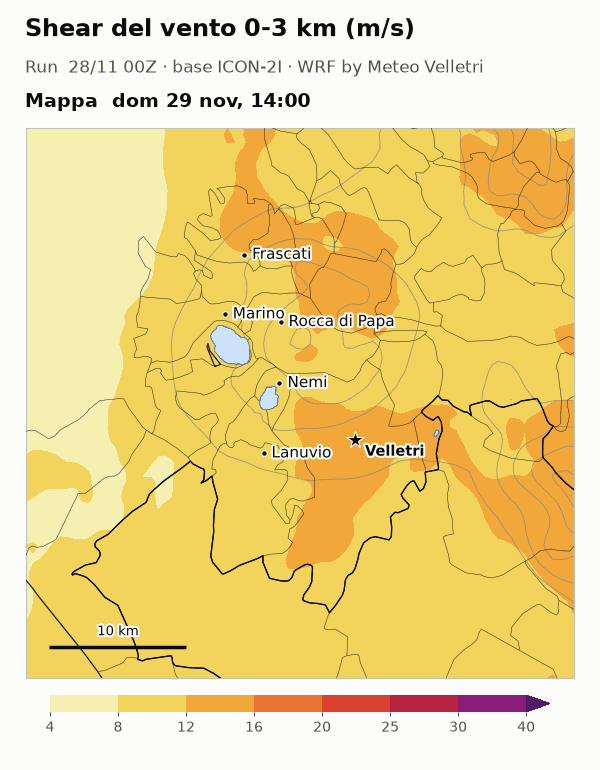 Shear del vento 0-3 km (m/s)
Run  28/11 00Z · base ICON-2I · WRF by Meteo Velletri
Mappa  dom 29 nov, 14:00
Frascati
Marino
Rocca di Papa
Nemi
Velletri
Lanuvio
10 km
4 8 12 16 20 25 30 40